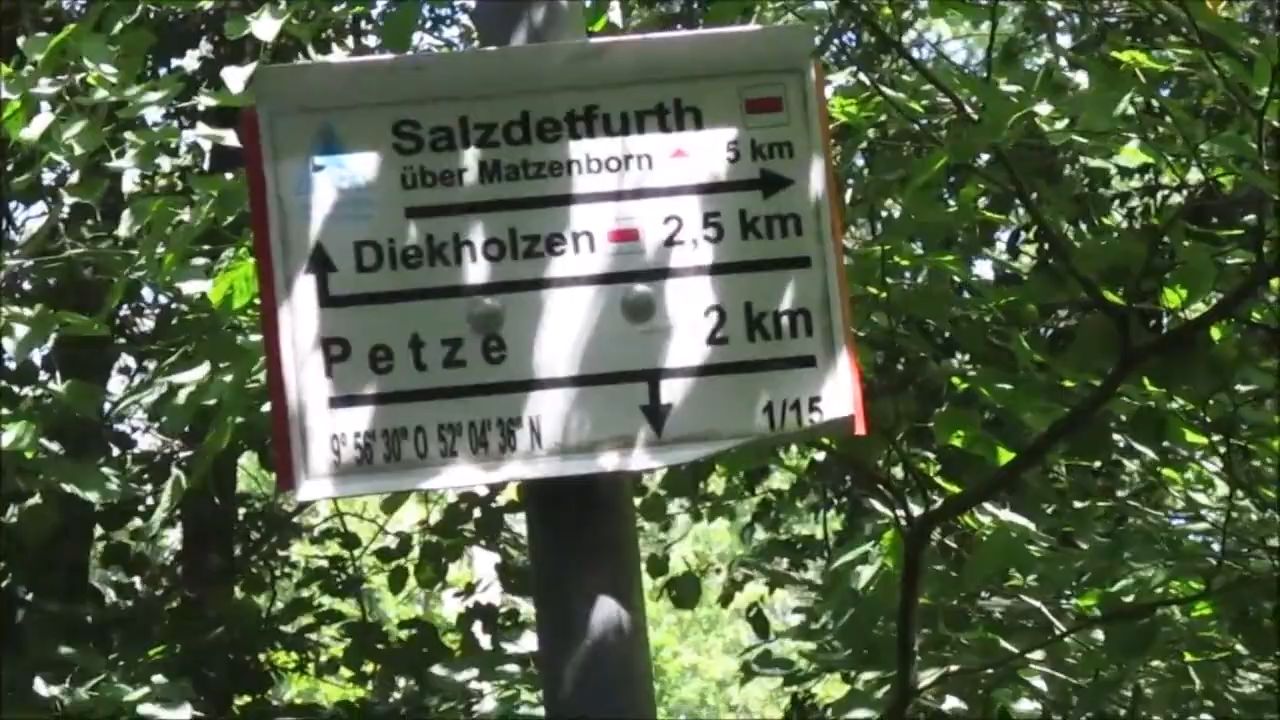 Salzdetfurth
über Matzenborn 5 km
Diekholzen 2,5 km
Petze 2 km
9° 56' 30" O 52° 04' 36" N 1/15